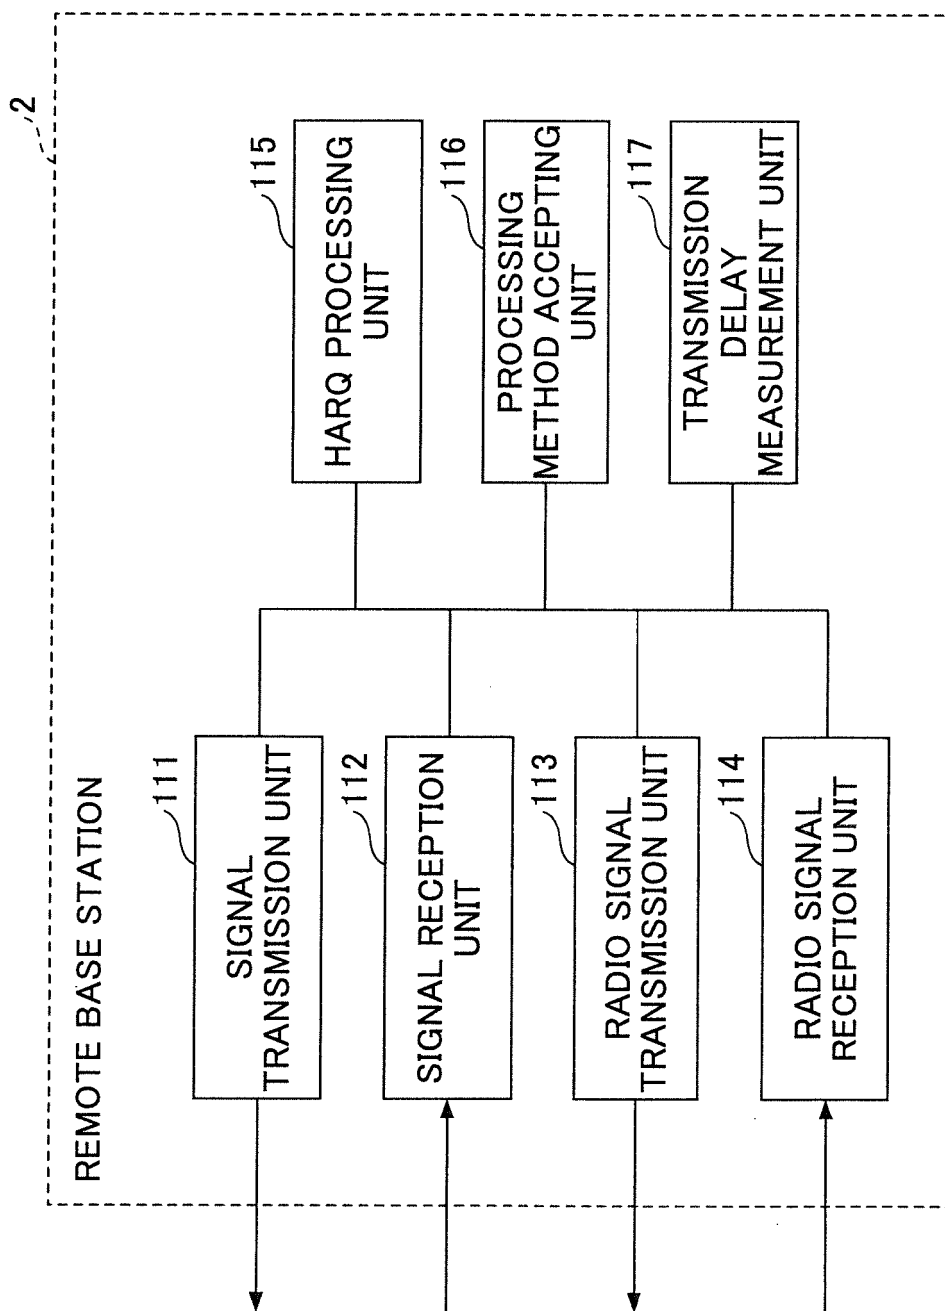 2
REMOTE BASE STATION
111
SIGNAL
TRANSMISSION UNIT
112
SIGNAL RECEPTION
UNIT
113
RADIO SIGNAL
TRANSMISSION UNIT
114
RADIO SIGNAL
RECEPTION UNIT
115
HARQ PROCESSING
UNIT
116
PROCESSING
METHOD ACCEPTING
UNIT
117
TRANSMISSION
DELAY
MEASUREMENT UNIT